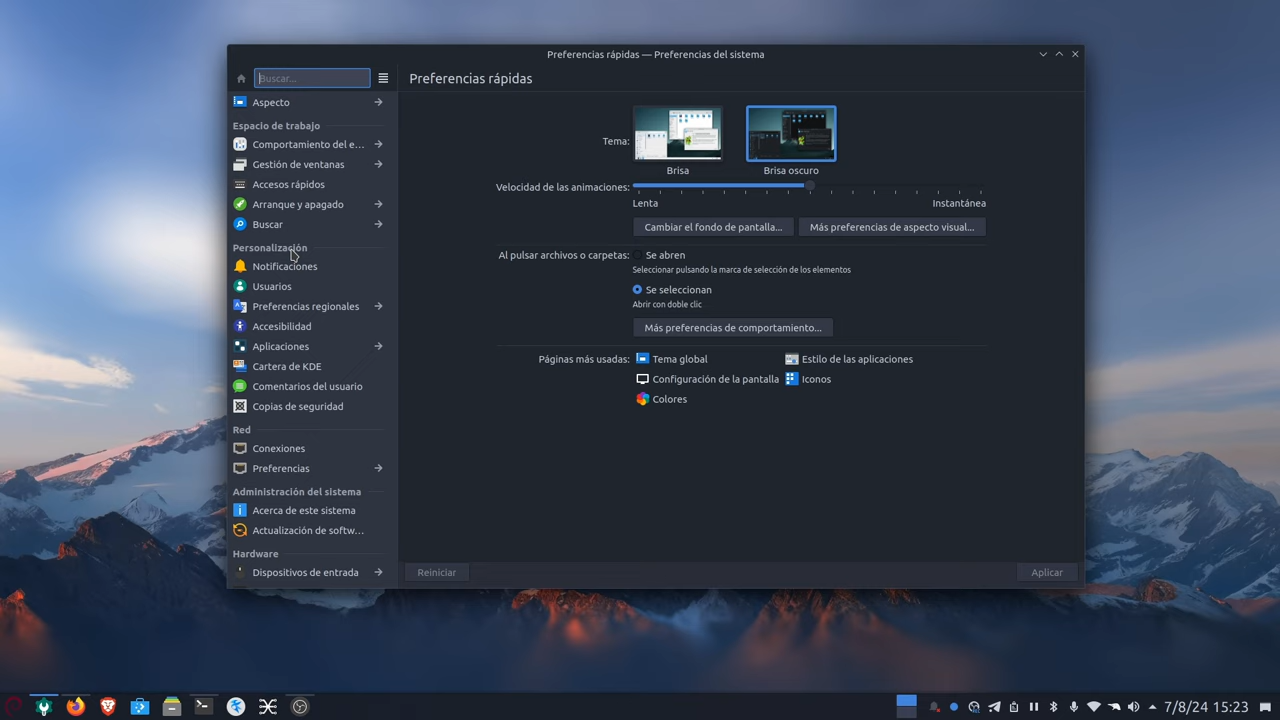 Preferencias rápidas — Preferencias del sistema
Buscar...
Preferencias rápidas
Aspecto
Espacio de trabajo
Comportamiento del e...
Gestión de ventanas
Accesos rápidos
Arranque y apagado
Buscar
Personalización
Notificaciones
Usuarios
Preferencias regionales
Accesibilidad
Aplicaciones
Cartera de KDE
Comentarios del usuario
Copias de seguridad
Red
Conexiones
Preferencias
Administración del sistema
Acerca de este sistema
Actualización de softw...
Hardware
Dispositivos de entrada
Tema:
Brisa
Brisa oscuro
Velocidad de las animaciones:
Lenta
Instantánea
Cambiar el fondo de pantalla...
Más preferencias de aspecto visual...
Al pulsar archivos o carpetas:
Se abren
Seleccionar pulsando la marca de selección de los elementos
Se seleccionan
Abrir con doble clic
Más preferencias de comportamiento...
Páginas más usadas:
Tema global
Estilo de las aplicaciones
Configuración de la pantalla
Iconos
Colores
Reiniciar
Aplicar
7/8/24 15:23